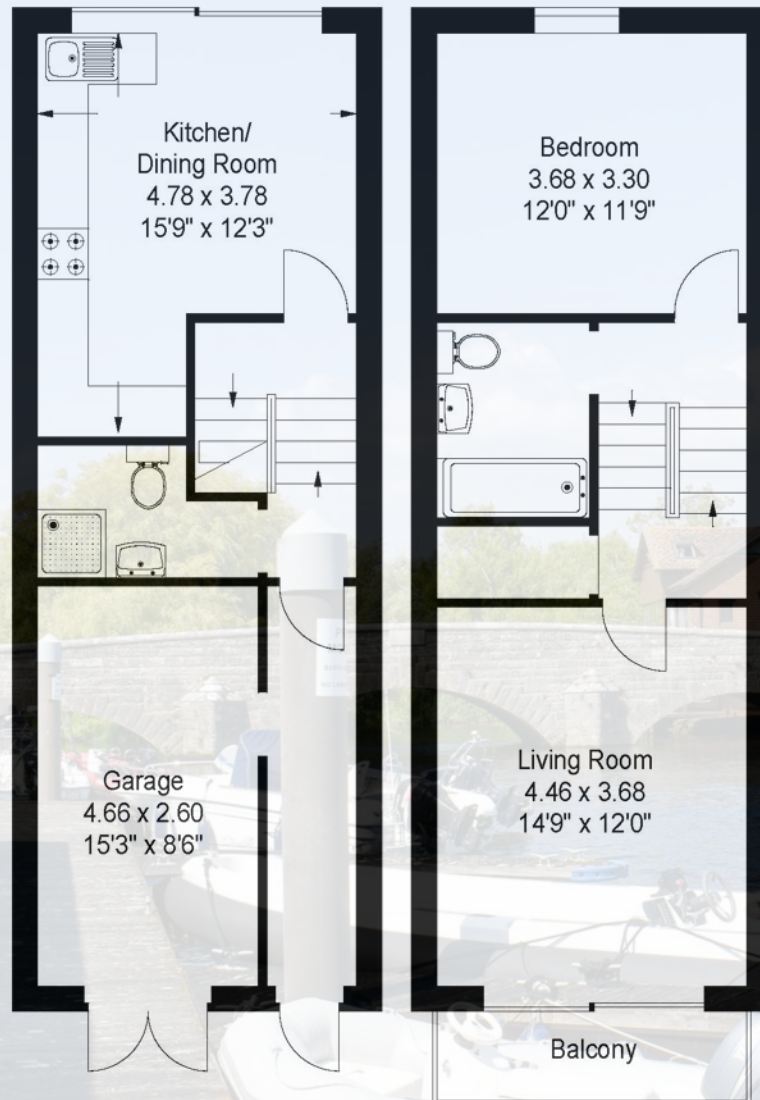 Kitchen/
Dining Room
4.78 x 3.78
15'9" x 12'3"
Bedroom
3.68 x 3.30
12'0" x 11'9"
Garage
4.66 x 2.60
15'3" x 8'6"
Living Room
4.46 x 3.68
14'9" x 12'0"
Balcony